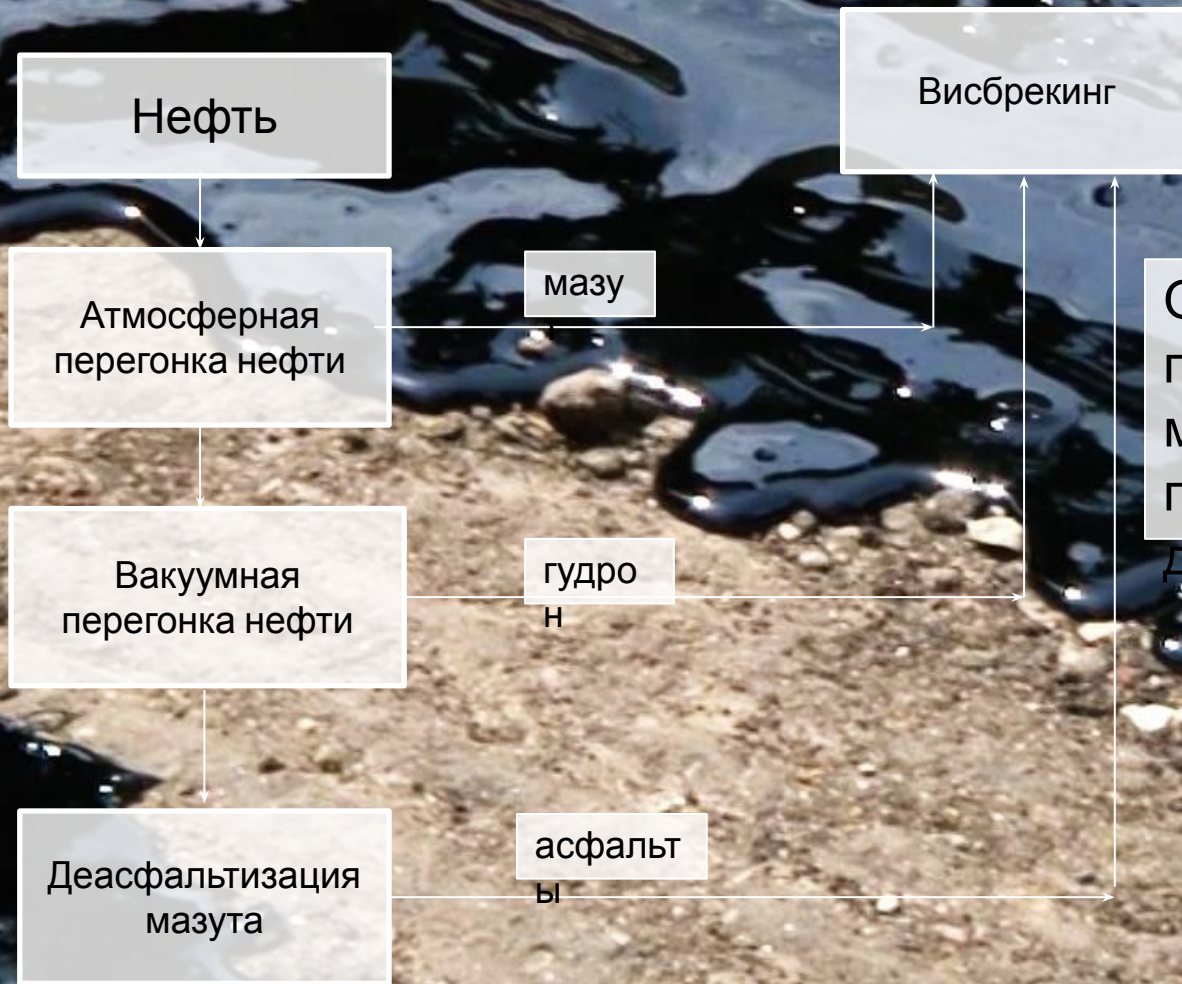 Нефть
Висбрекинг
Атмосферная
перегонка нефти
мазу
Вакуумная
перегонка нефти
гудро
н
Деасфальтизация
мазута
асфальт
ы